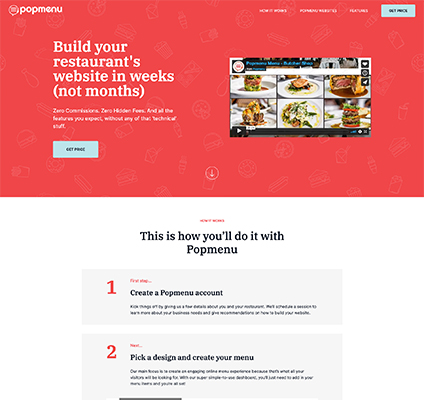 popmenu
HOW IT WORKS
POPMENU WEBSITES
FEATURES
GET PRICE
Build your
restaurant's
website in weeks
(not months)
Zero Commissions. Zero Hidden Fees. And all the
features you expect, without any of that 'technical'
stuff.
GET PRICE
Popmenu Menu - Butcher Shop
HOW IT WORKS
This is how you'll do it with
Popmenu
1
First step...
Create a Popmenu account
Kick things off by giving us a few details about you and your restaurant. We'll schedule a session to
learn more about your business needs and give recommendations on how to build your website.
2
Next...
Pick a design and create your menu
Our main focus is to create an engaging online menu experience because that's what all your
visitors will be looking for. With our super simple-to-use dashboard, you'll just need to add in your
menu items and you're all set!